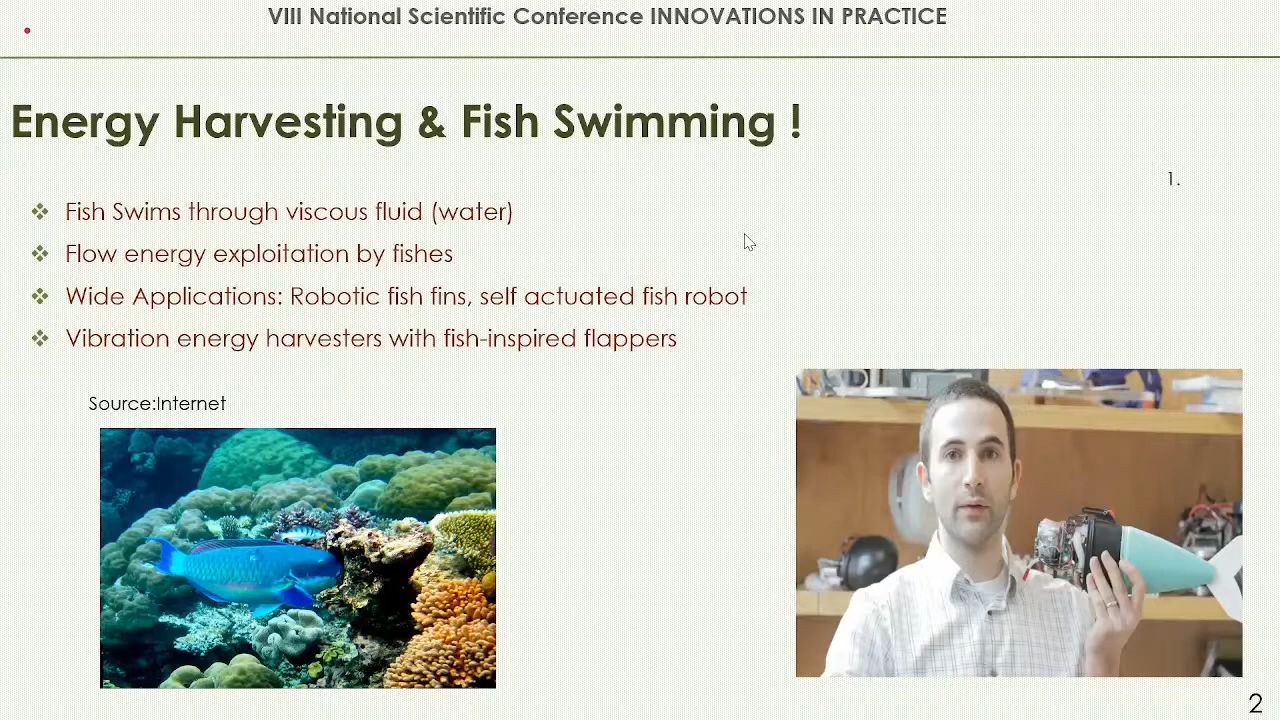 VIII National Scientific Conference INNOVATIONS IN PRACTICE
Energy Harvesting & Fish Swimming !
1.
Fish Swims through viscous fluid (water)
Flow energy exploitation by fishes
Wide Applications: Robotic fish fins, self actuated fish robot
Vibration energy harvesters with fish-inspired flappers
Source:Internet
2